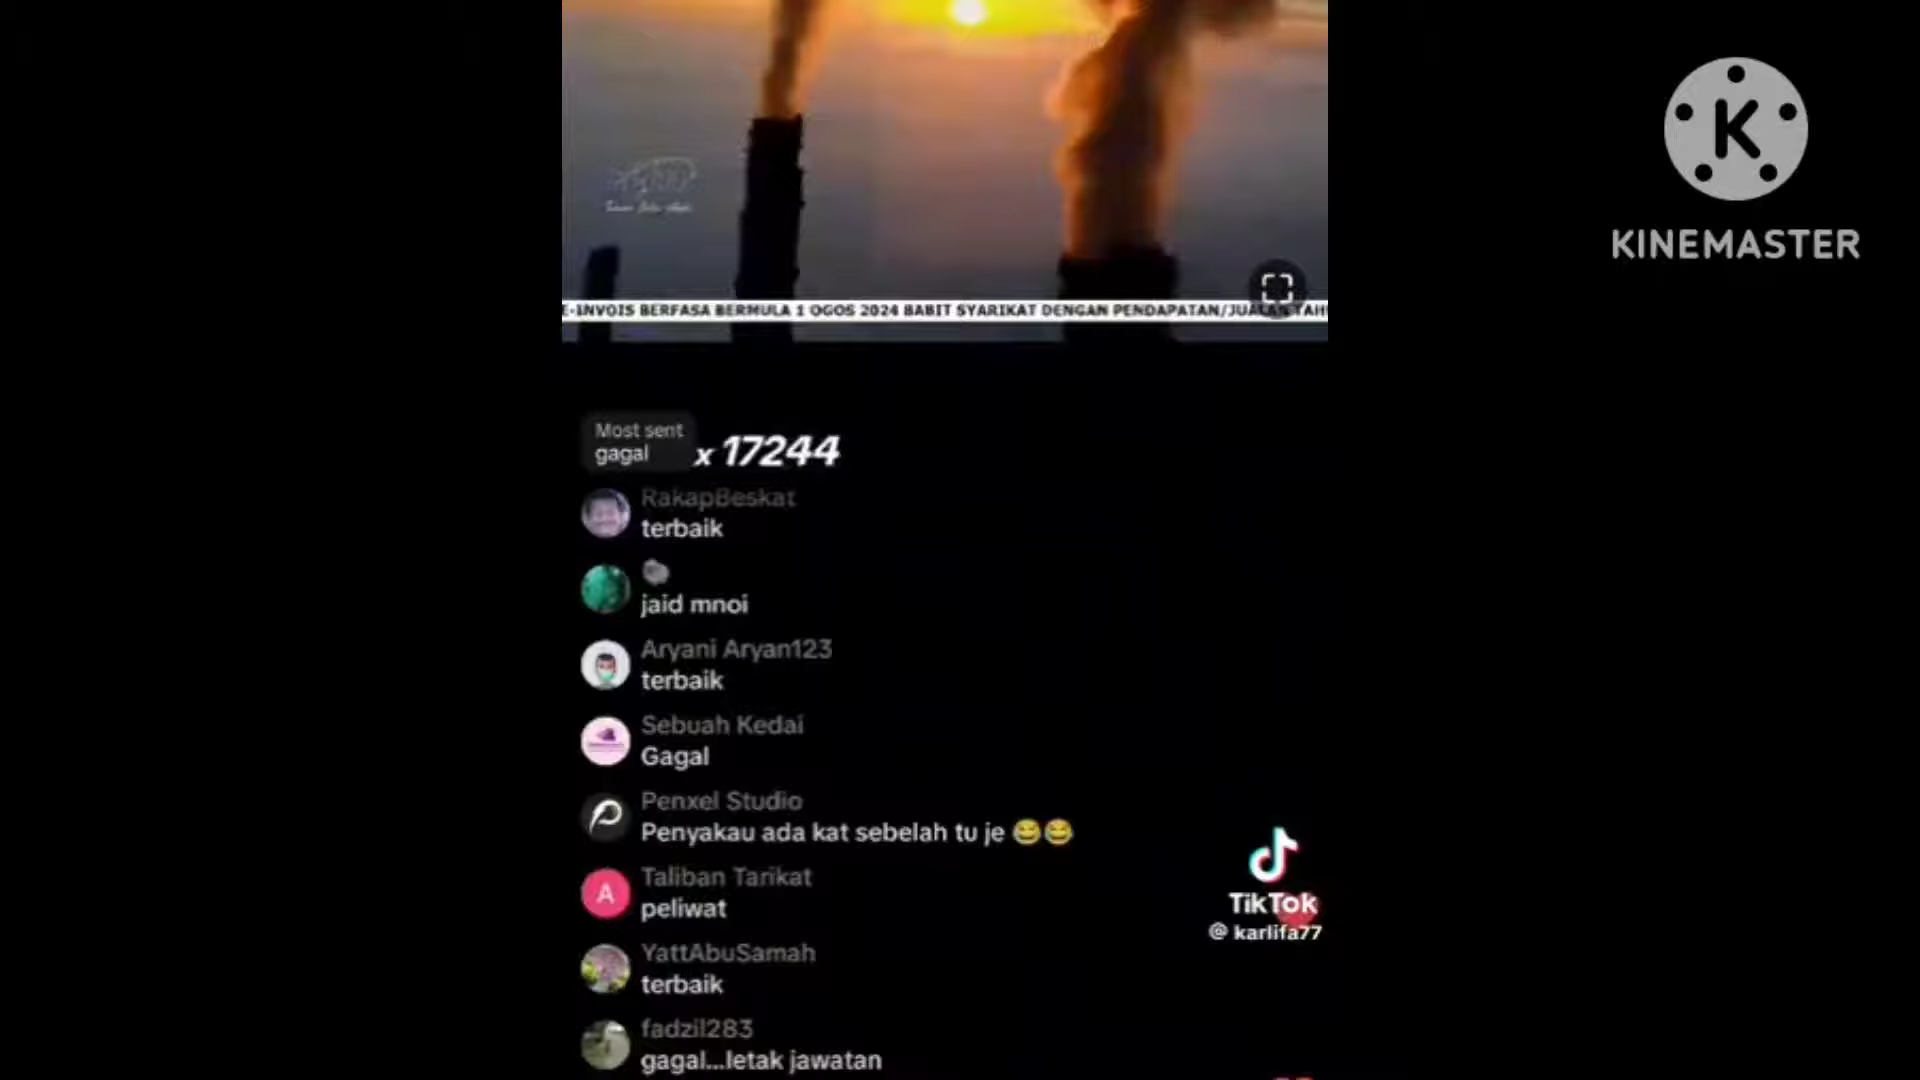 KINEMASTER
E-INVOIS BERFASA BERMULA 1 OGOS 2024 BABIT SYARIKAT DENGAN PENDAPATAN/JUALAN TAH
Most sent
gagal
x 17244
RakapBeskat
terbaik
jaid mnoi
Aryani Aryan123
terbaik
Sebuah Kedai
Gagal
Penxel Studio
Penyakau ada kat sebelah tu je 😂😂
A
Taliban Tarikat
peliwat
YattAbuSamah
terbaik
fadzil283
gagal...letak jawatan
TikTok
@ karlifa77